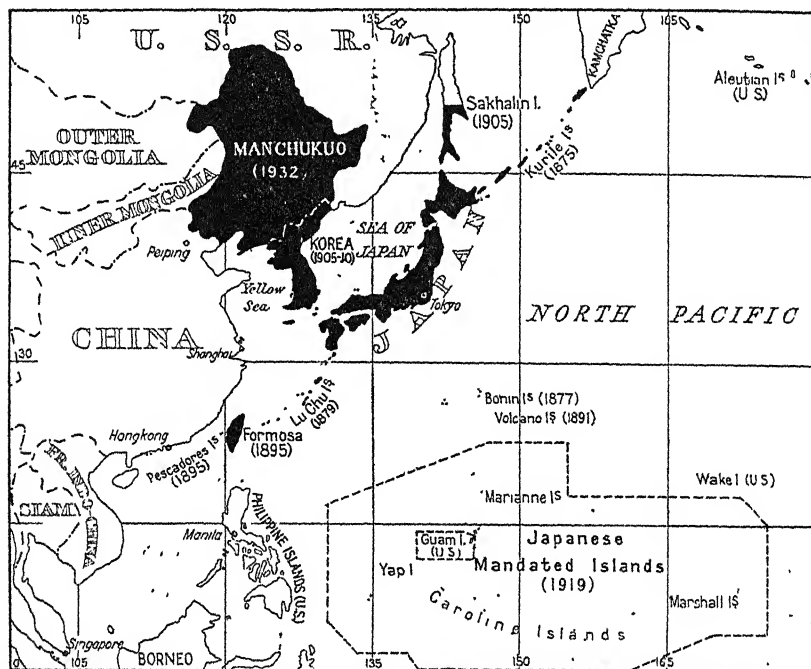 105
120
135
150
165
U. S. S. R.
KAMCHATKA
Aleutian Is
(U S)
Sakhalin I.
(1905)
OUTER
MONGOLIA
MANCHUKUO
(1932
Kurile Is
(1875)
45
INNER MONGOLIA
SEA OF
JAPAN
KOREA
(1905-10)
Peiping
JAPAN
Yellow
Sea
Tokyo
NORTH PACIFIC
CHINA
Shanghai
30
Lu Chu Is
(1879)
Bonin Is (1877)
Volcano Is (1891)
Hongkong
Pescadores Is
(1895)
Formosa
(1895)
FR. INDO-CHINA
Wake I (U S)
SIAM
Marianne Is
PHILIPPINE ISLANDS (U.S.)
Manila
Guam I.
(U S)
Japanese
Mandated Islands
(1919)
Yap I
Caroline Islands
Marshall Is
Singapore
BORNEO
105
120
135
150
165